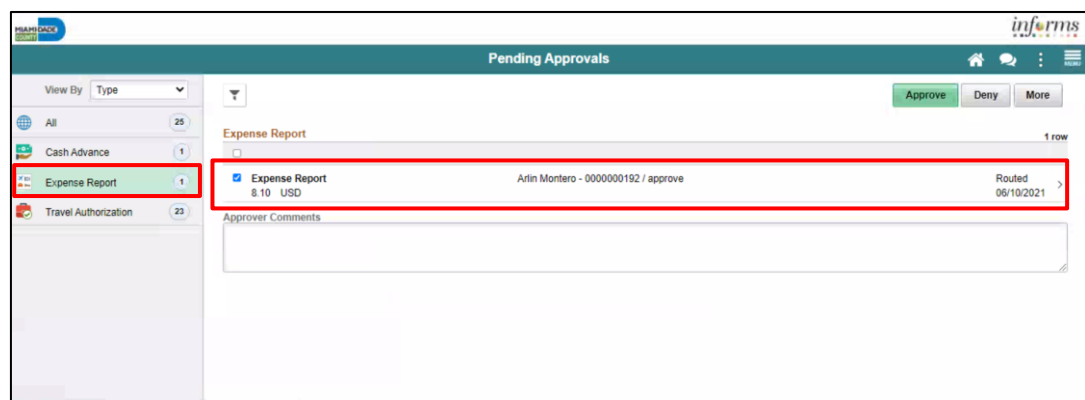 MIAMI-DADE
COUNTY
informs
Pending Approvals
MENU
View By Type
Approve Deny More
All 25
Expense Report
1 row
Cash Advance 1
Expense Report 1
Expense Report Arlin Montero - 0000000192 / approve Routed
8.10 USD 06/10/2021
Travel Authorization 23
Approver Comments